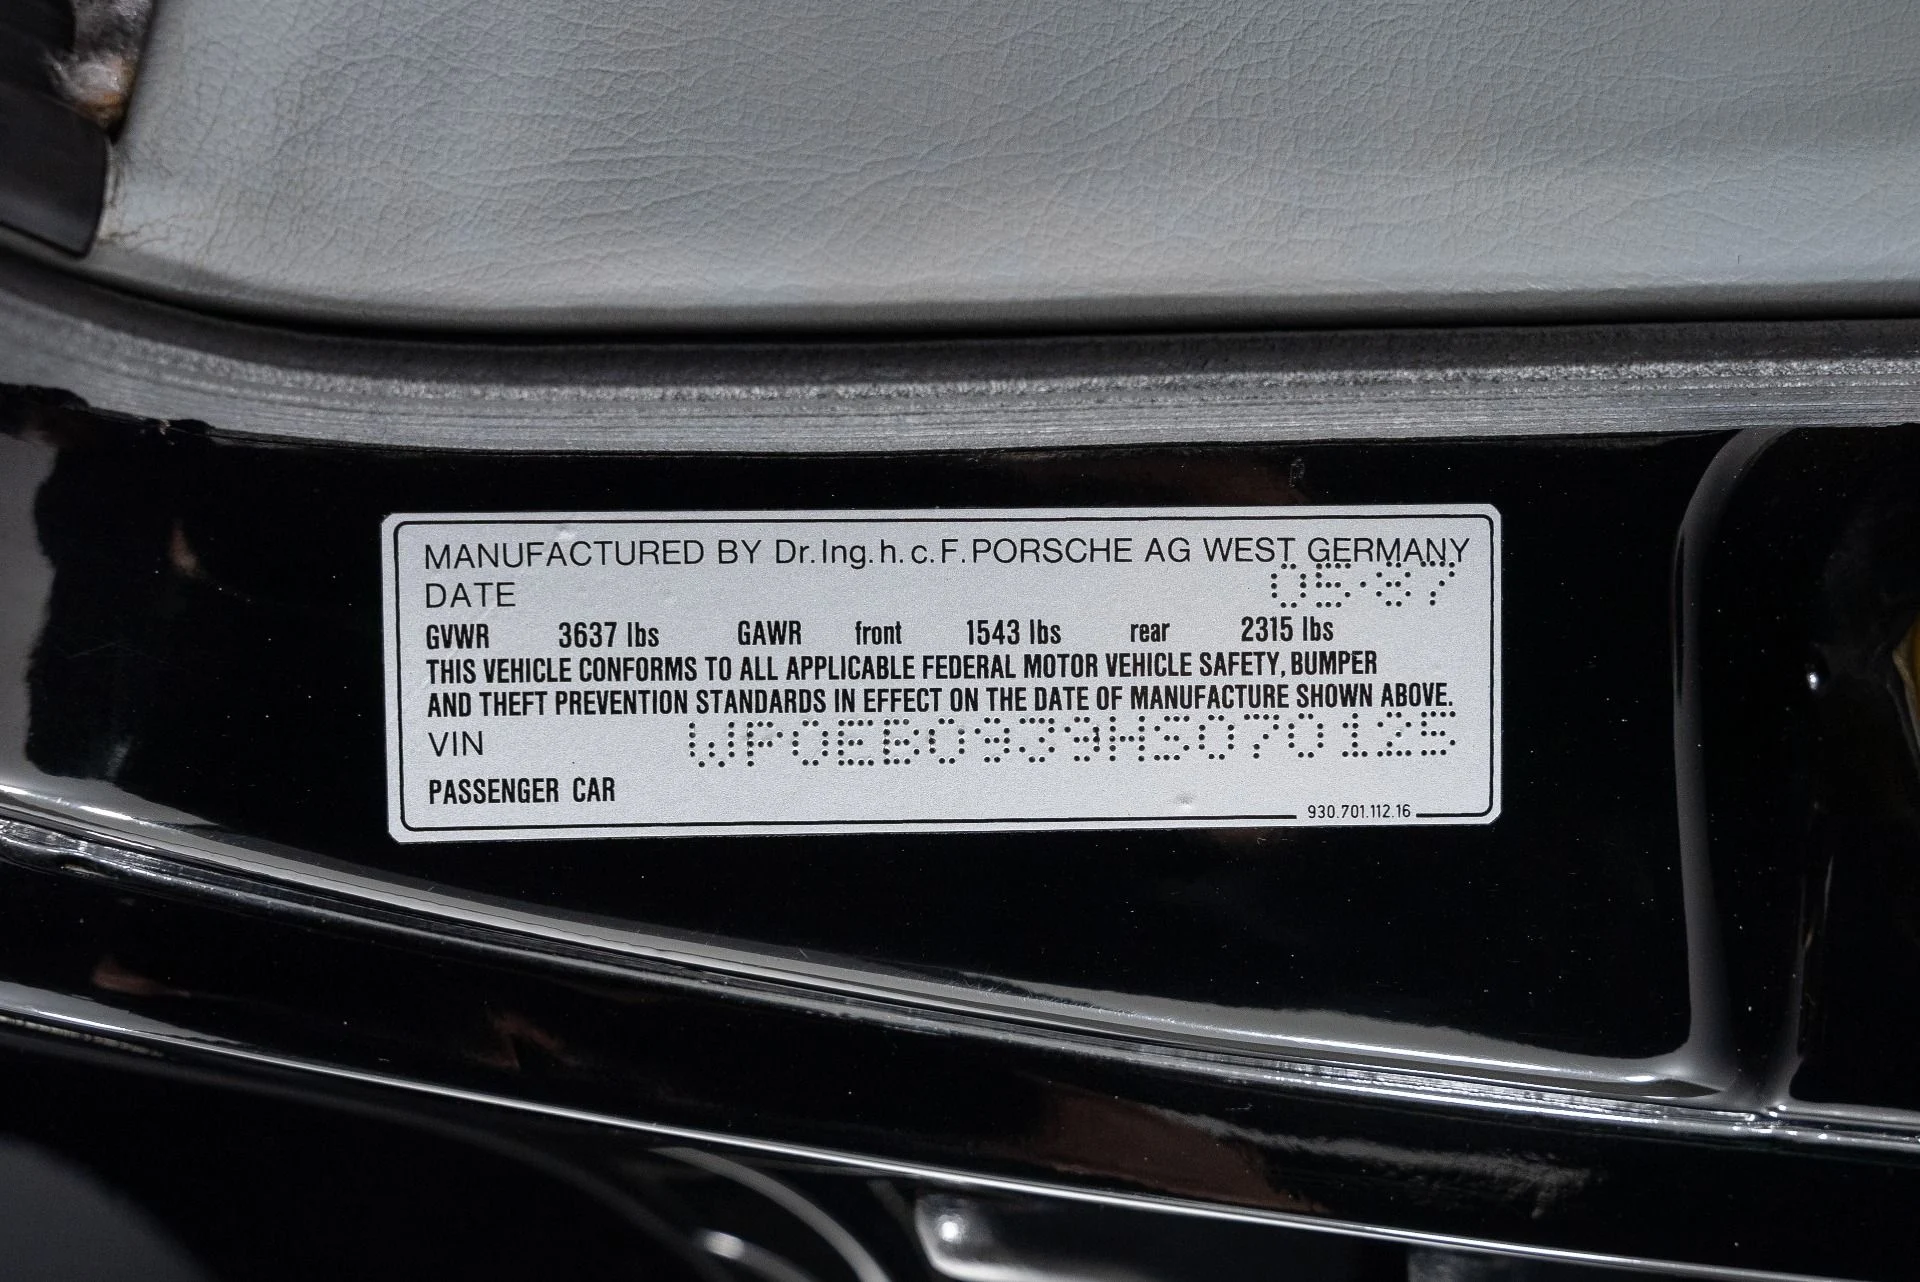 MANUFACTURED BY Dr. Ing. h. c. F. PORSCHE AG WEST GERMANY
DATE 05·87
GVWR 3637 lbs GAWR front 1543 lbs rear 2315 lbs
THIS VEHICLE CONFORMS TO ALL APPLICABLE FEDERAL MOTOR VEHICLE SAFETY, BUMPER
AND THEFT PREVENTION STANDARDS IN EFFECT ON THE DATE OF MANUFACTURE SHOWN ABOVE.
VIN WP0EB0939HS070125
PASSENGER CAR
930.701.112.16